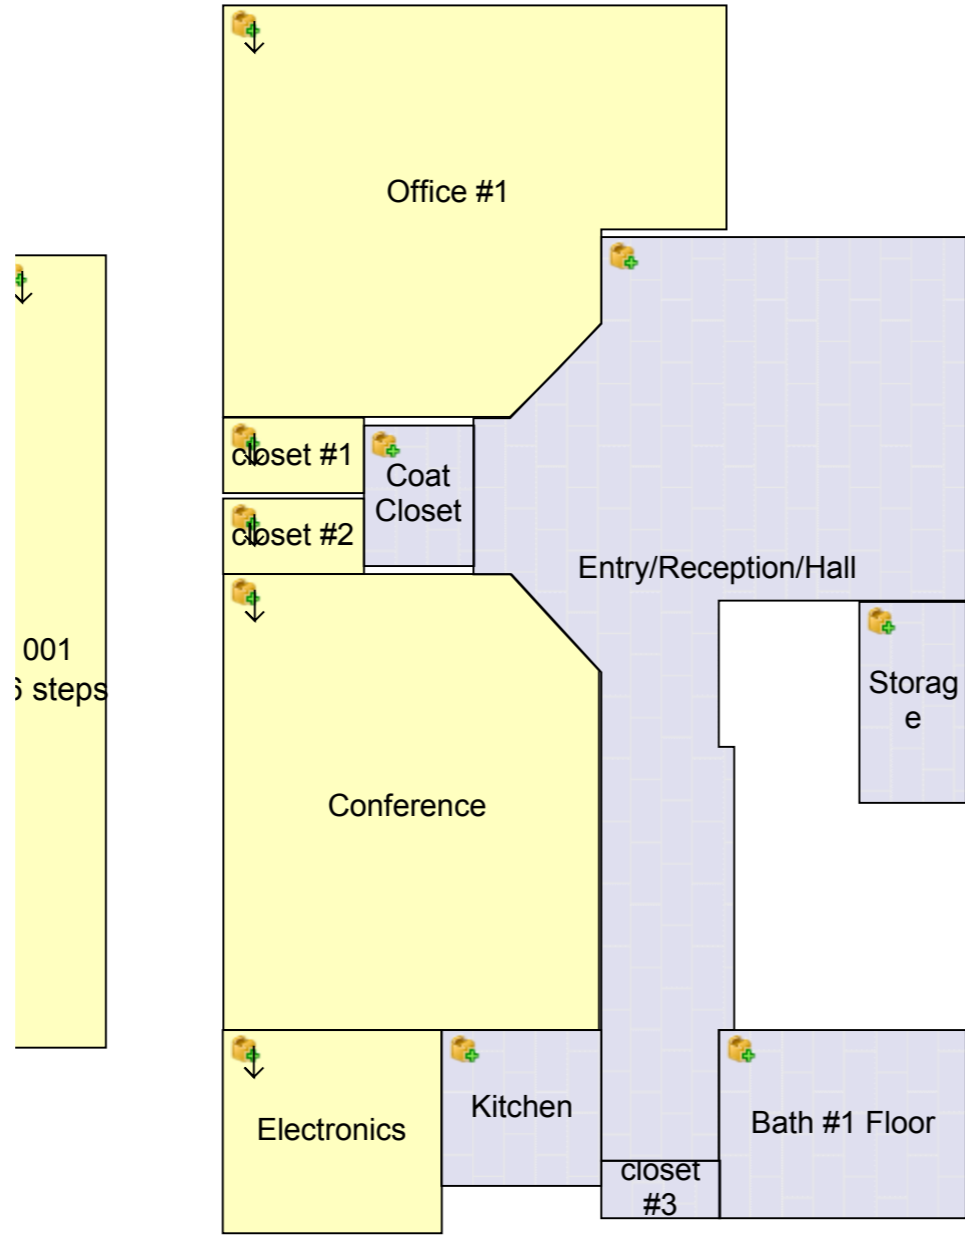 Office #1
closet #1
Coat
Closet
closet #2
Entry/Reception/Hall
001
steps
Storag
e
Conference
Electronics
Kitchen
Bath #1 Floor
closet
#3